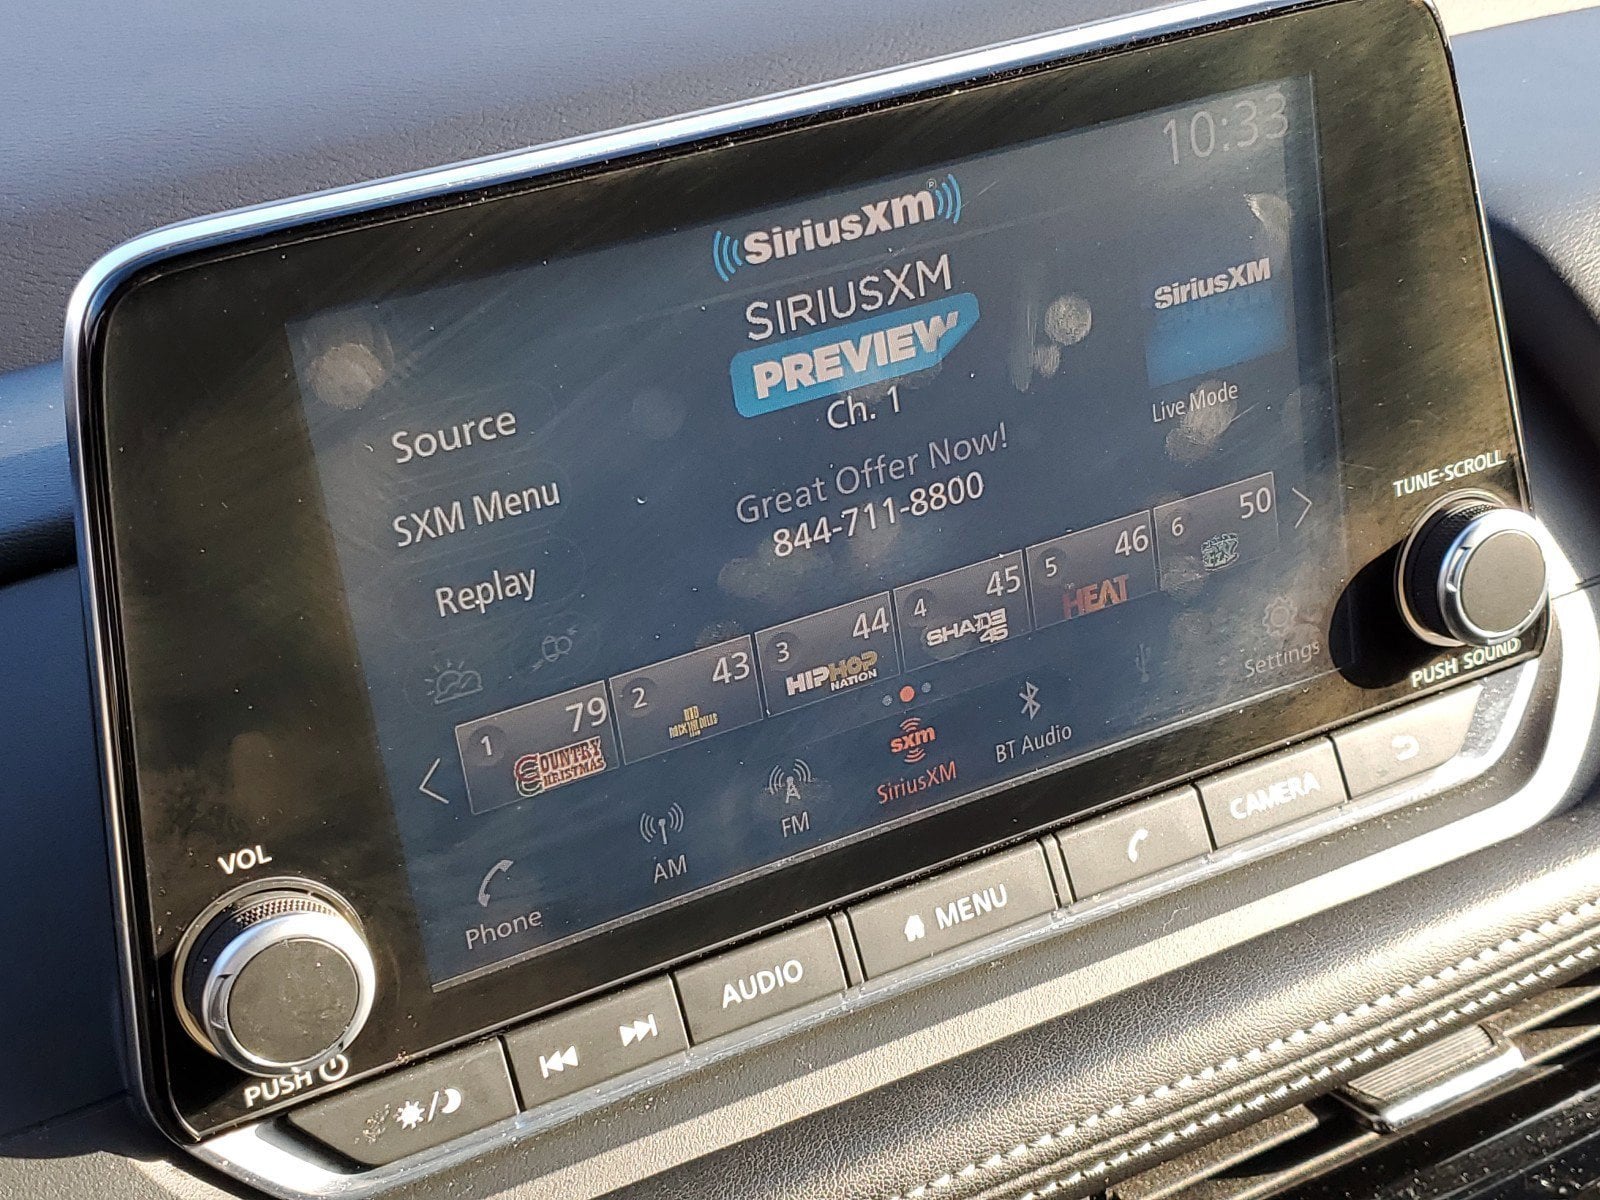 10:33
SiriusXm
SIRIUSXM
PREVIEW
SiriusXM
Ch. 1
Live Mode
Source
Great Offer Now!
844-711-8800
SXM Menu
Replay
1 79 COUNTRY CHRISTMAS
2 43
3 44 HIPHOP NATION
4 45 SHADE 45
5 46 HEAT
6 50
Phone
AM
FM
sxm
SiriusXM
BT Audio
Settings
TUNE·SCROLL
PUSH SOUND
VOL
PUSH
AUDIO
MENU
CAMERA